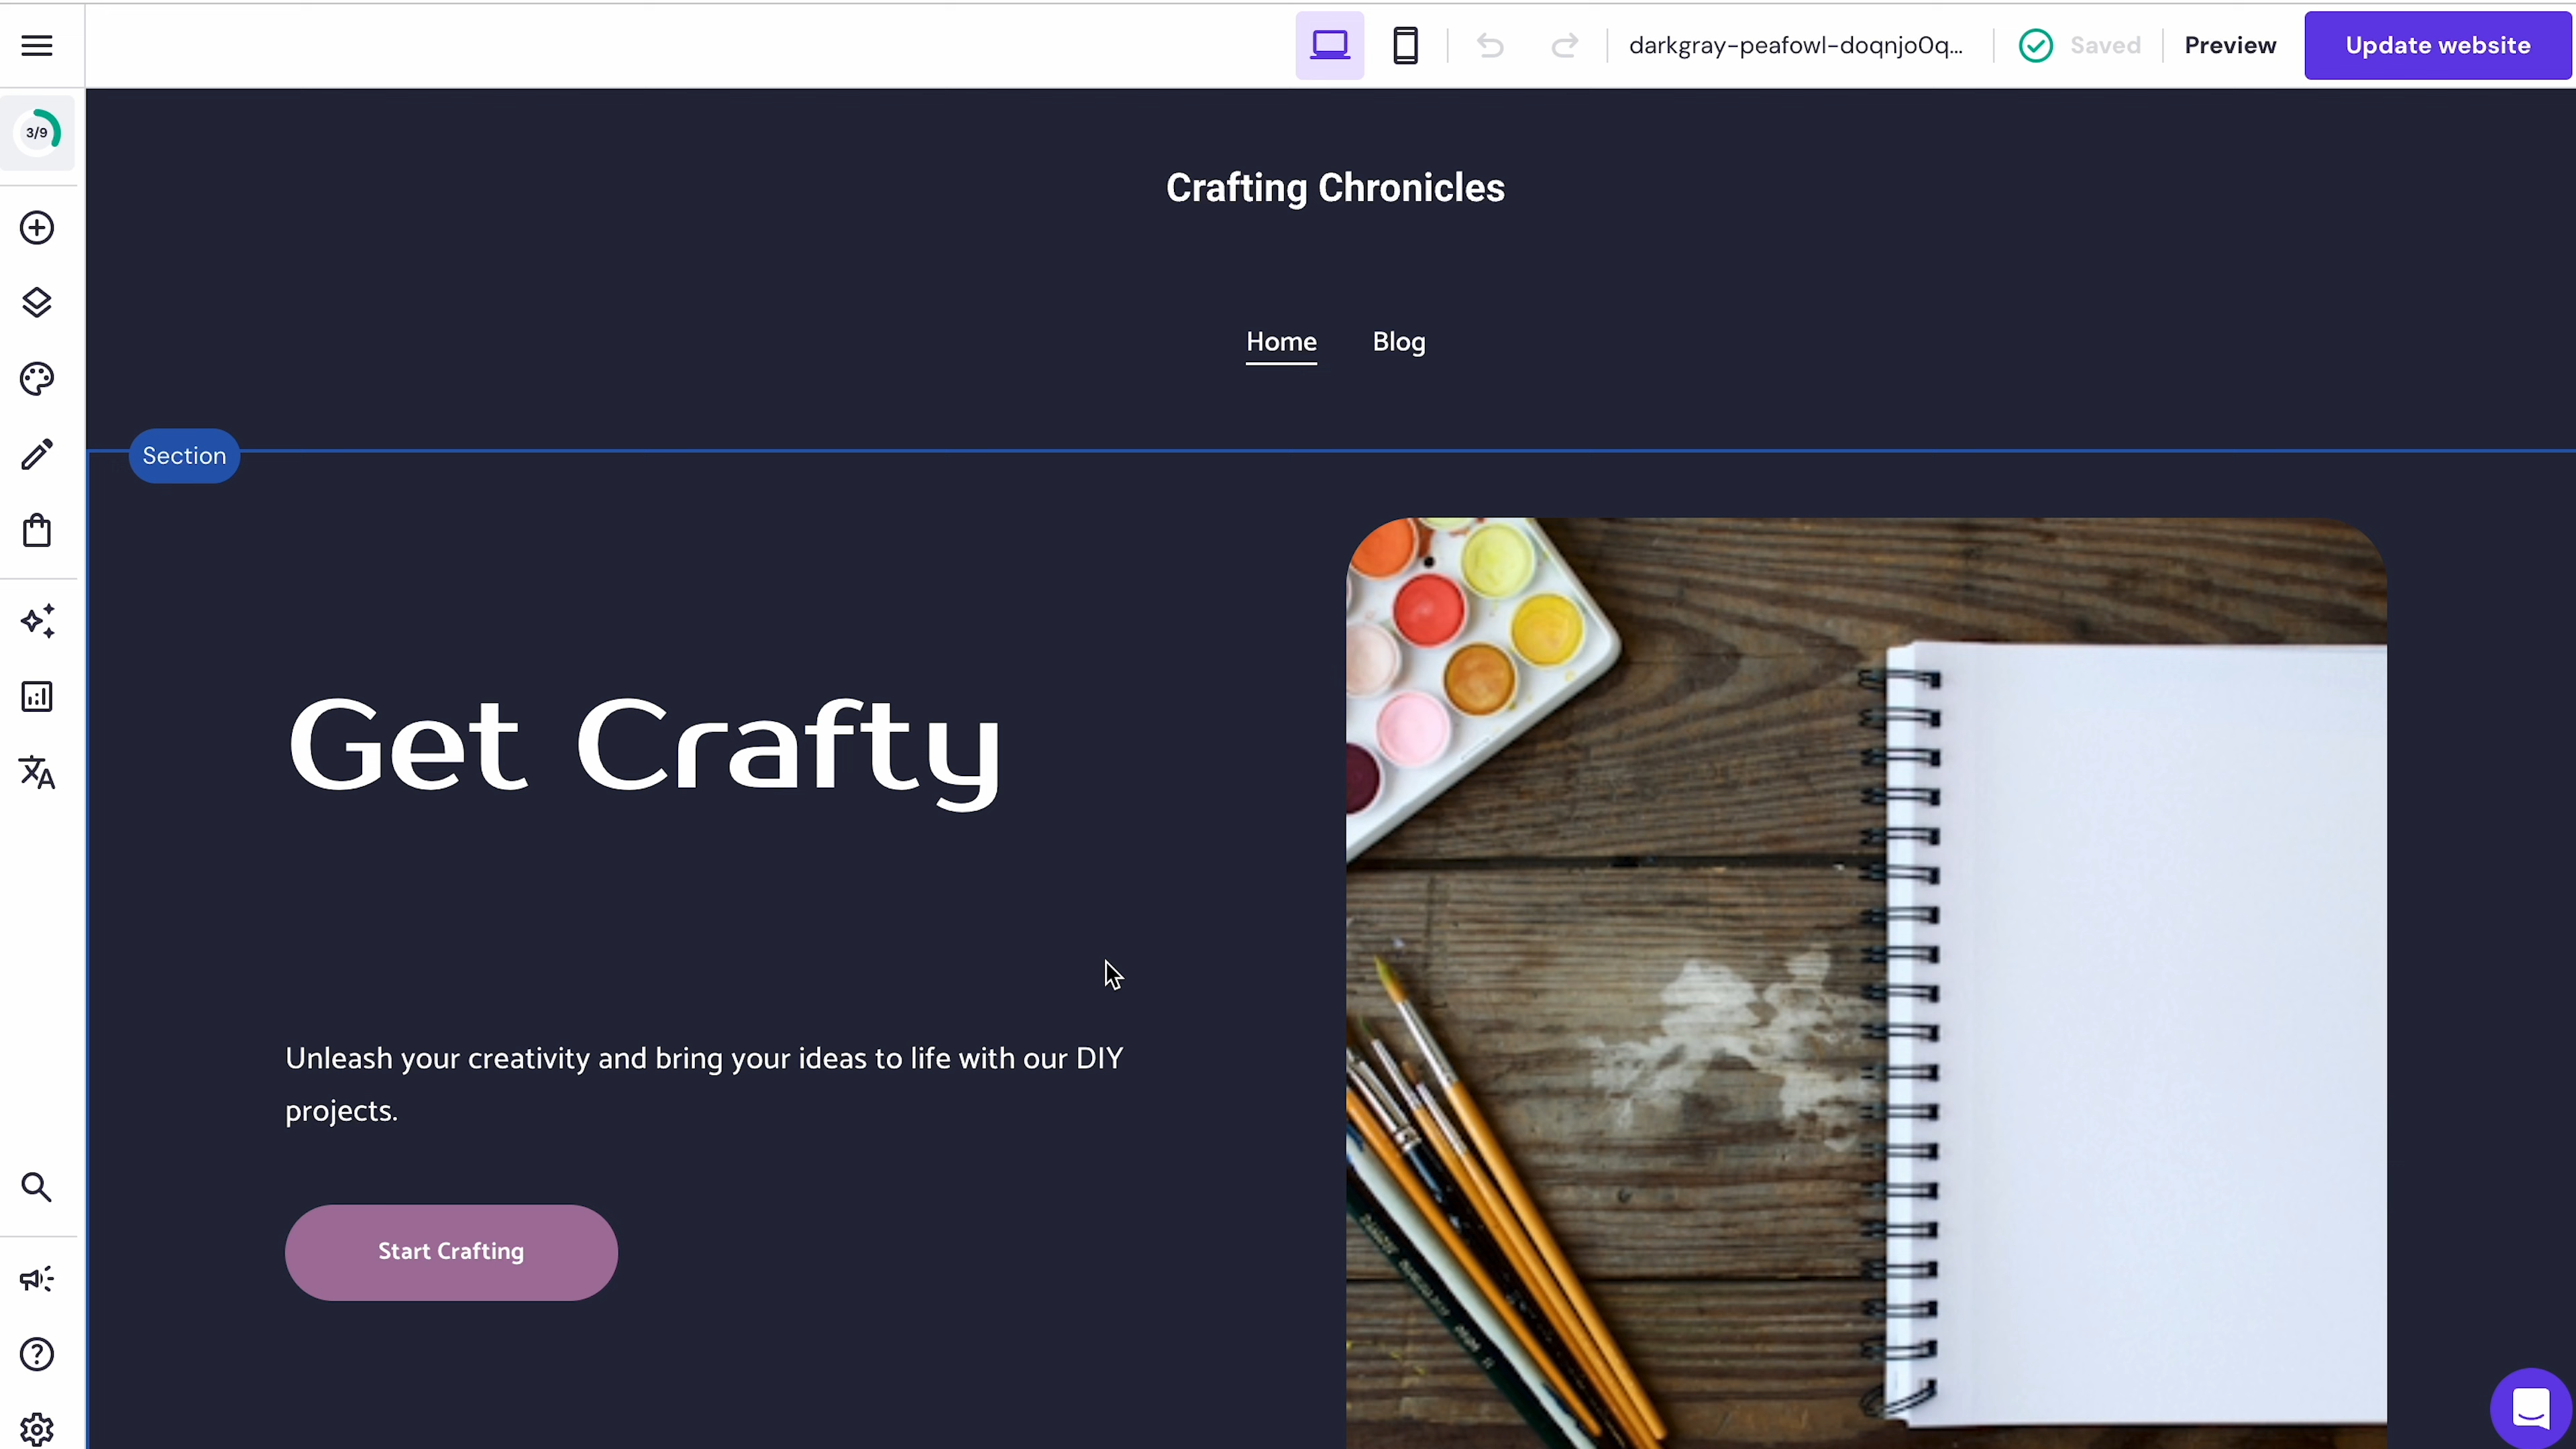 darkgray-peafowl-doqnjo0q...
Saved
Preview
Update website
3/9
Crafting Chronicles
Home
Blog
Section
Get Crafty
Unleash your creativity and bring your ideas to life with our DIY
projects.
Start Crafting